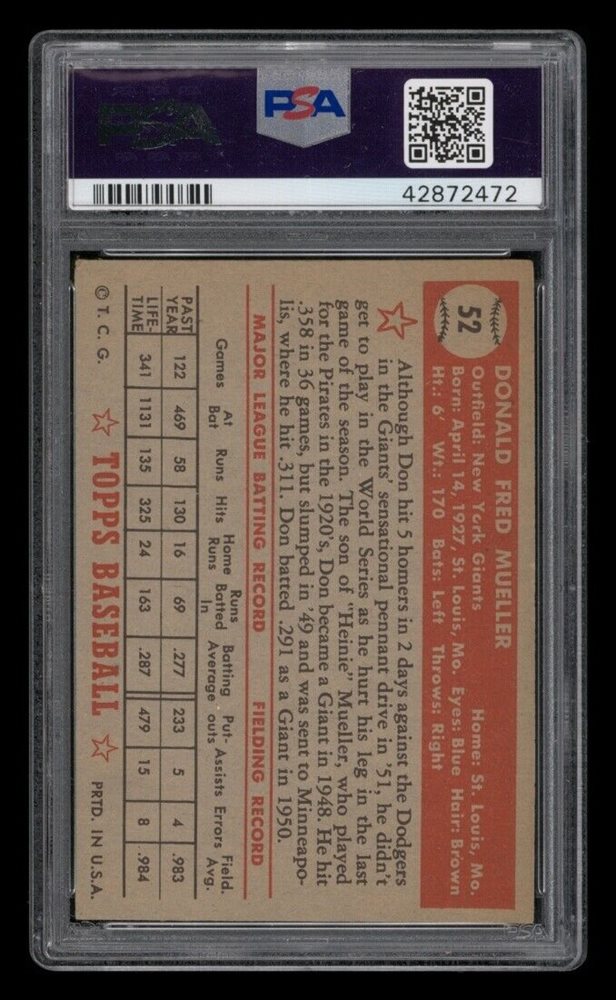 PSA
42872472
52
DONALD FRED MUELLER
Outfield: New York Giants Home: St. Louis, Mo.
Born: April 14, 1927, St. Louis, Mo. Eyes: Blue Hair: Brown
Ht.: 6' Wt.: 170 Bats: Left Throws: Right
Although Don hit 5 homers in 2 days against the Dodgers
in the Giants' sensational pennant drive in '51, he didn't
get to play in the World Series as he hurt his leg in the last
game of the season. The son of "Heinie" Mueller, who played
for the Pirates in the 1920's, Don became a Giant in 1948. He hit
.358 in 36 games, but slumped in '49 and was sent to Minneapo-
lis, where he hit .311. Don batted .291 as a Giant in 1950.
MAJOR LEAGUE BATTING RECORD FIELDING RECORD
Games At Bat Runs Hits Home Runs Runs Batted In Batting Average Put-outs Assists Errors Field. Avg.
PAST YEAR 122 469 58 130 16 69 .277 233 5 4 .983
LIFE-TIME 341 1131 135 325 24 163 .287 479 15 8 .984
© T. C. G. TOPPS BASEBALL PRTD. IN U.S.A.
PSA